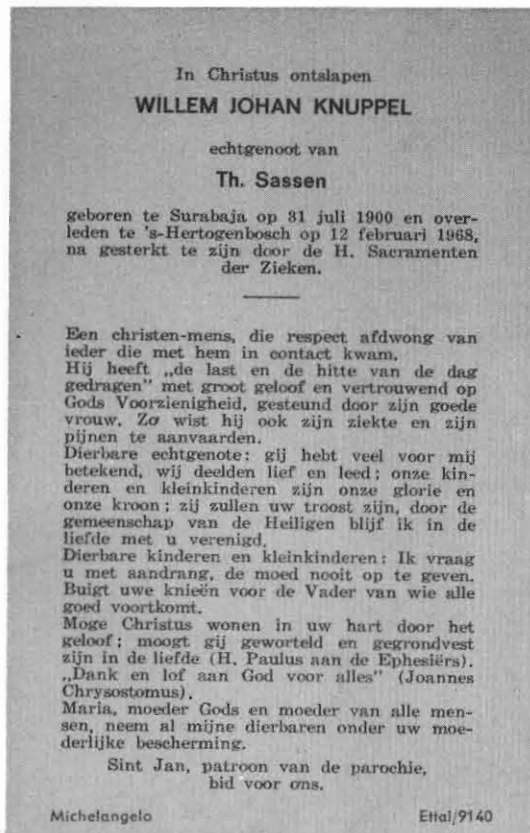 In Christus ontslapen
WILLEM JOHAN KNUPPEL
echtgenoot van
Th. Sassen
geboren te Surabaja op 31 juli 1900 en over-
leden te 's-Hertogenbosch op 12 februari 1968,
na gesterkt te zijn door de H. Sacramenten
der Zieken.
Een christen-mens, die respect afdwong van
ieder die met hem in contact kwam.
Hij heeft „de last en de hitte van de dag
gedragen" met groot geloof en vertrouwend op
Gods Voorzienigheid, gesteund door zijn goede
vrouw. Zo wist hij ook zijn ziekte en zijn
pijnen te aanvaarden.
Dierbare echtgenote: gij hebt veel voor mij
betekend, wij deelden lief en leed; onze kin-
deren en kleinkinderen zijn onze glorie en
onze kroon; zij zullen uw troost zijn, door de
gemeenschap van de Heiligen blijf ik in de
liefde met u verenigd.
Dierbare kinderen en kleinkinderen: Ik vraag
u met aandrang, de moed nooit op te geven.
Buigt uwe knieën voor de Vader van wie alle
goed voortkomt.
Moge Christus wonen in uw hart door het
geloof; moogt gij geworteld en gegrondvest
zijn in de liefde (H. Paulus aan de Ephesiërs).
„Dank en lof aan God voor alles" (Joannes
Chrysostomus).
Maria, moeder Gods en moeder van alle men-
sen, neem al mijne dierbaren onder uw moe-
derlijke bescherming.
Sint Jan, patroon van de parochie,
bid voor ons.
Michelangelo
Ettal/9140